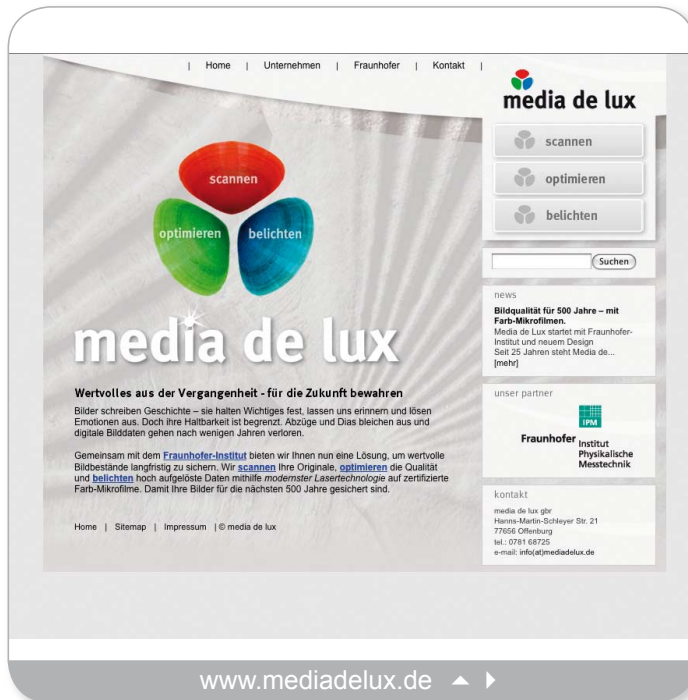 | Home | Unternehmen | Fraunhofer | Kontakt |
media de lux
scannen
optimieren
belichten
scannen
optimieren
belichten
media de lux
Suchen
news
Bildqualität für 500 Jahre – mit
Farb-Mikrofilmen.
Media de Lux startet mit Fraunhofer-
Institut und neuem Design
Seit 25 Jahren steht Media de...
[mehr]
Wertvolles aus der Vergangenheit - für die Zukunft bewahren
Bilder schreiben Geschichte – sie halten Wichtiges fest, lassen uns erinnern und lösen
Emotionen aus. Doch ihre Haltbarkeit ist begrenzt. Abzüge und Dias bleichen aus und
digitale Bilddaten gehen nach wenigen Jahren verloren.
Gemeinsam mit dem Fraunhofer-Institut bieten wir Ihnen nun eine Lösung, um wertvolle
Bildbestände langfristig zu sichern. Wir scannen Ihre Originale, optimieren die Qualität
und belichten hoch aufgelöste Daten mithilfe modernster Lasertechnologie auf zertifizierte
Farb-Mikrofilme. Damit Ihre Bilder für die nächsten 500 Jahre gesichert sind.
Home | Sitemap | Impressum | © media de lux
unser partner
IPM
Fraunhofer Institut
Physikalische
Messtechnik
kontakt
media de lux gbr
Hanns-Martin-Schleyer Str. 21
77656 Offenburg
tel.: 0781 68725
e-mail: info(at)mediadelux.de
www.mediadelux.de